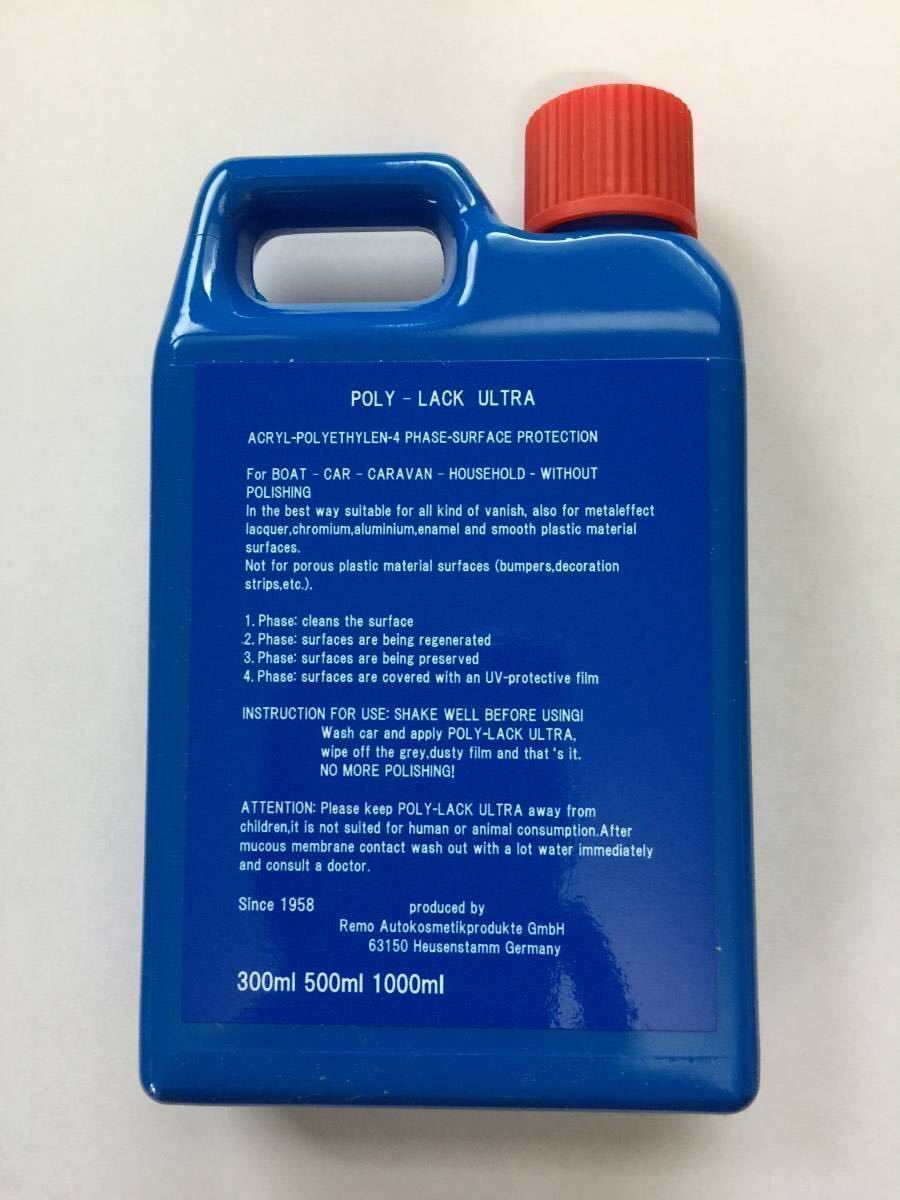 POLY - LACK ULTRA
ACRYL-POLYETHYLEN-4 PHASE-SURFACE PROTECTION
For BOAT - CAR - CARAVAN - HOUSEHOLD - WITHOUT
POLISHING
In the best way suitable for all kind of vanish, also for metaleffect
lacquer,chromium,aluminium,enamel and smooth plastic material
surfaces.
Not for porous plastic material surfaces (bumpers,decoration
strips,etc.).
1. Phase: cleans the surface
2. Phase: surfaces are being regenerated
3. Phase: surfaces are being preserved
4. Phase: surfaces are covered with an UV-protective film
INSTRUCTION FOR USE: SHAKE WELL BEFORE USING!
Wash car and apply POLY-LACK ULTRA,
wipe off the grey,dusty film and that's it.
NO MORE POLISHING!
ATTENTION: Please keep POLY-LACK ULTRA away from
children,it is not suited for human or animal consumption.After
mucous membrane contact wash out with a lot water immediately
and consult a doctor.
Since 1958 produced by
Remo Autokosmetikprodukte GmbH
63150 Heusenstamm Germany
300ml 500ml 1000ml